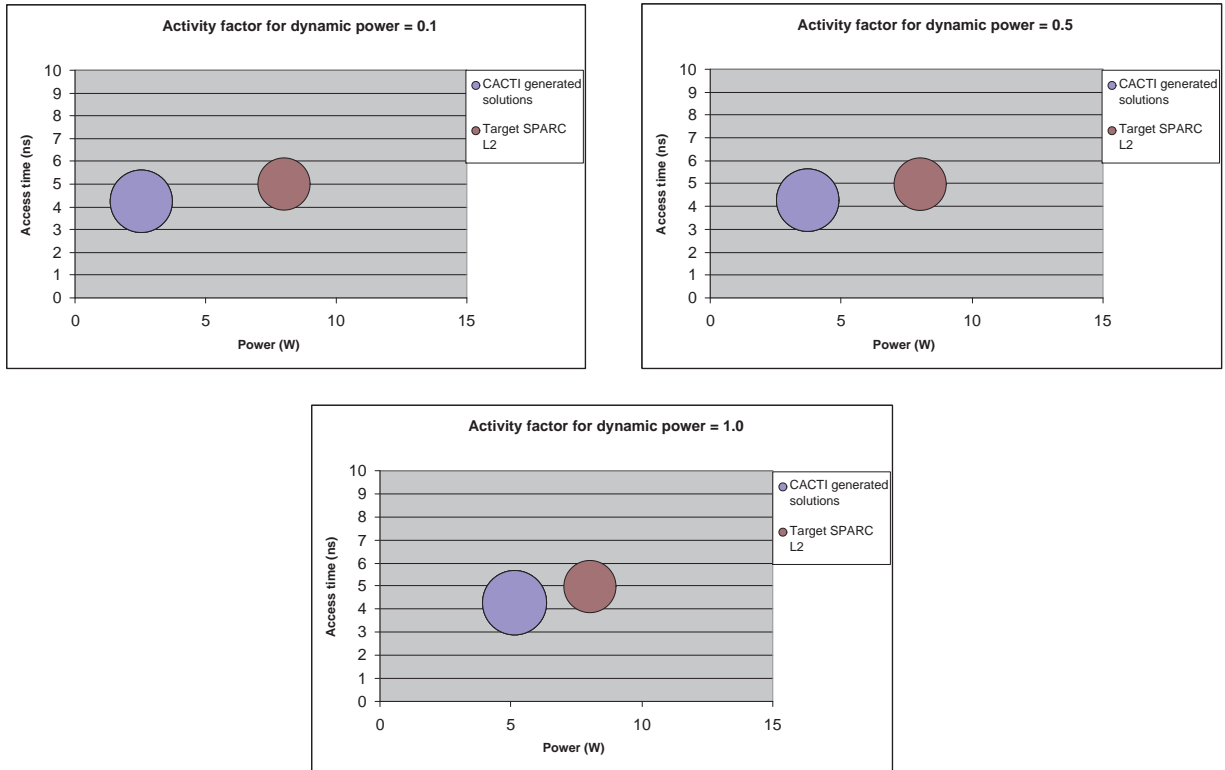 Activity factor for dynamic power = 0.1
10
9
8
7
6
5
4
3
2
1
0
Access time (ns)
0 5 10 15
Power (W)
CACTI generated
solutions
Target SPARC
L2
Activity factor for dynamic power = 0.5
10
9
8
7
6
5
4
3
2
1
0
Access time (ns)
0 5 10 15
Power (W)
CACTI generated
solutions
Target SPARC
L2
Activity factor for dynamic power = 1.0
10
9
8
7
6
5
4
3
2
1
0
Access time (ns)
0 5 10 15
Power (W)
CACTI generated
solutions
Target SPARC
L2